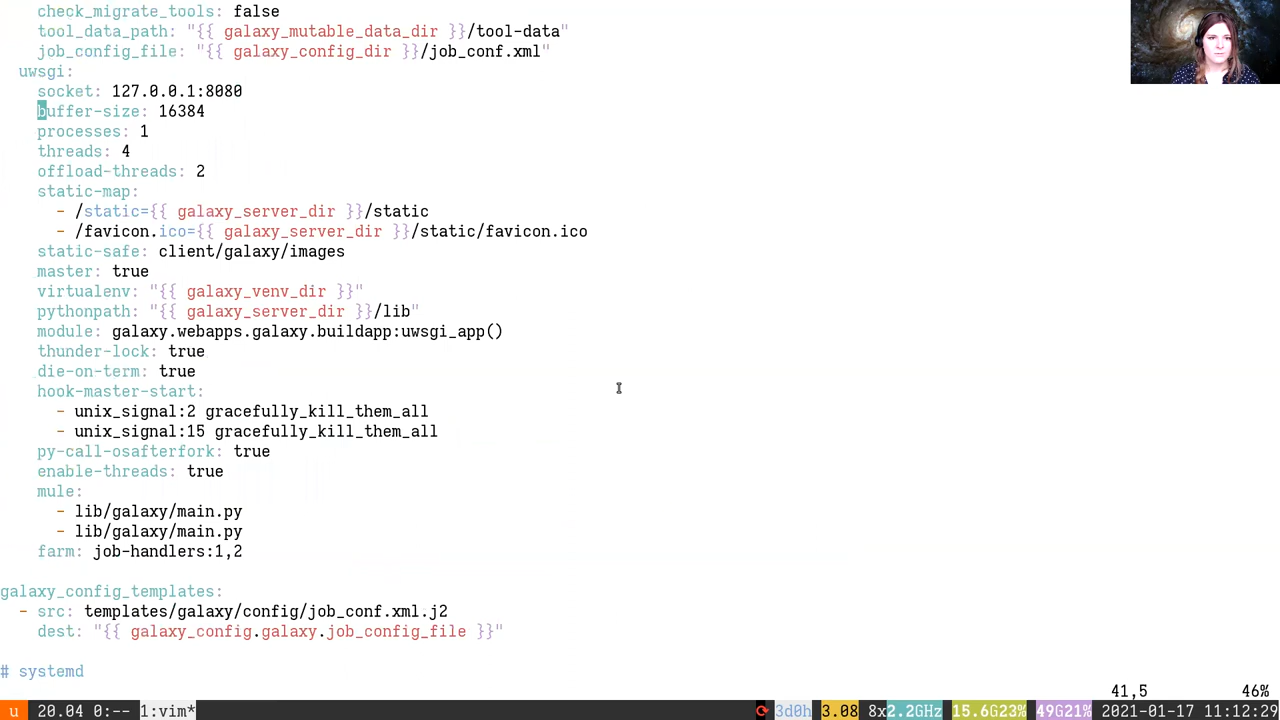 check_migrate_tools: false
tool_data_path: "{{ galaxy_mutable_data_dir }}/tool-data"
job_config_file: "{{ galaxy_config_dir }}/job_conf.xml"
uwsgi:
socket: 127.0.0.1:8080
buffer-size: 16384
processes: 1
threads: 4
offload-threads: 2
static-map:
- /static={{ galaxy_server_dir }}/static
- /favicon.ico={{ galaxy_server_dir }}/static/favicon.ico
static-safe: client/galaxy/images
master: true
virtualenv: "{{ galaxy_venv_dir }}"
pythonpath: "{{ galaxy_server_dir }}/lib"
module: galaxy.webapps.galaxy.buildapp:uwsgi_app()
thunder-lock: true
die-on-term: true
hook-master-start:
- unix_signal:2 gracefully_kill_them_all
- unix_signal:15 gracefully_kill_them_all
py-call-osafterfork: true
enable-threads: true
mule:
- lib/galaxy/main.py
- lib/galaxy/main.py
farm: job-handlers:1,2
galaxy_config_templates:
- src: templates/galaxy/config/job_conf.xml.j2
dest: "{{ galaxy_config.galaxy.job_config_file }}"
# systemd
41,5 46%
u 20.04 0:-- 1:vim* 3d0h 3.08 8x2.2GHz 15.6G23% 49G21% 2021-01-17 11:12:29